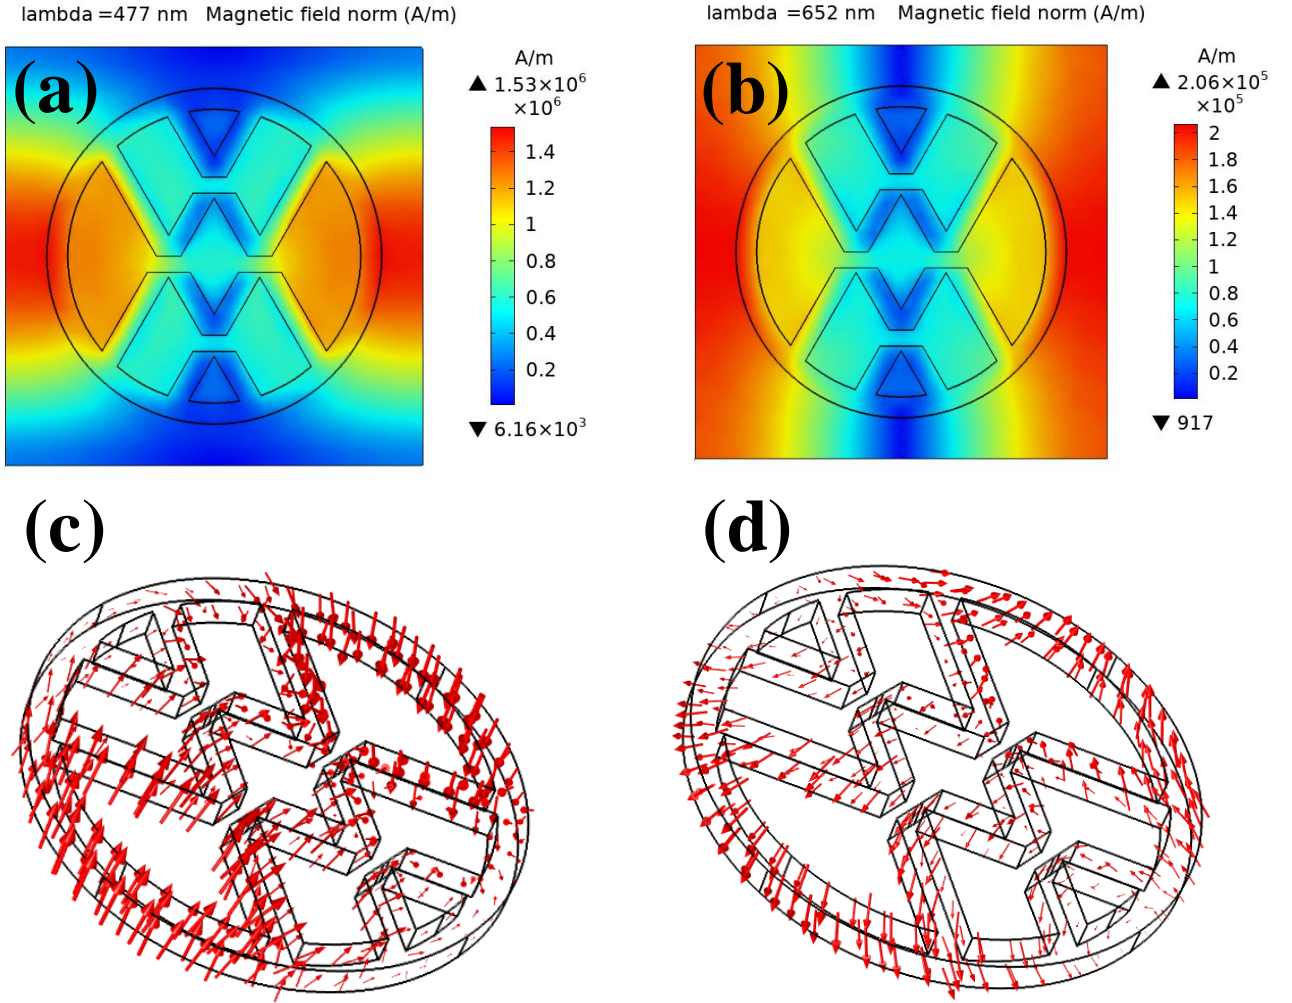 lambda =477 nm Magnetic field norm (A/m)
(a)
A/m
▲ 1.53×10⁶
×10⁶
1.4
1.2
1
0.8
0.6
0.4
0.2
▼ 6.16×10³
lambda =652 nm Magnetic field norm (A/m)
(b)
A/m
▲ 2.06×10⁵
×10⁵
2
1.8
1.6
1.4
1.2
1
0.8
0.6
0.4
0.2
▼ 917
(c)
(d)